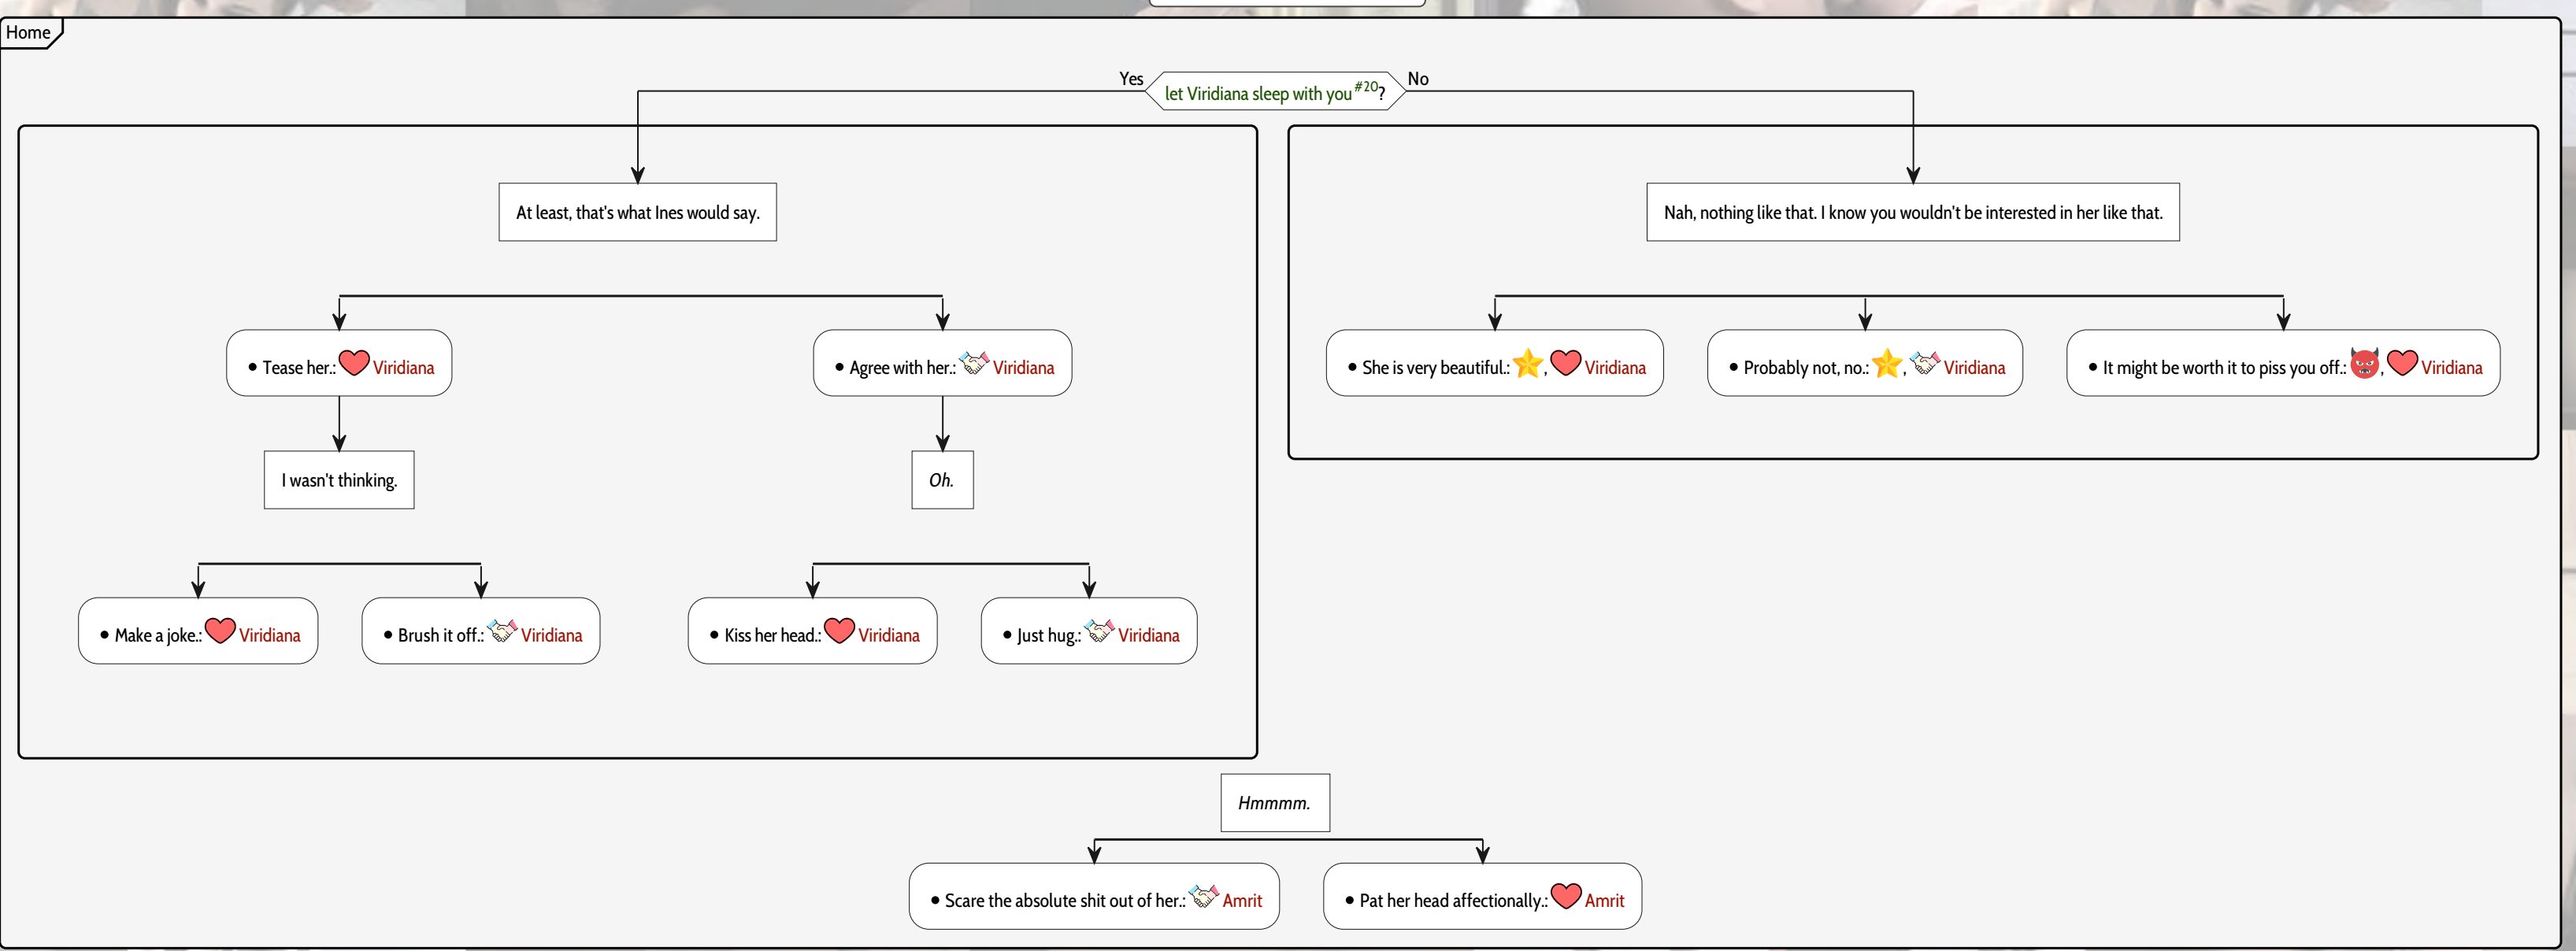 Home
Yes
let Viridiana sleep with you #20?
No
At least, that's what Ines would say.
Nah, nothing like that. I know you wouldn't be interested in her like that.
• Tease her.: ❤️ Viridiana
• Agree with her.: 🤝 Viridiana
• She is very beautiful.: ⭐, ❤️ Viridiana
• Probably not, no.: ⭐, 🤝 Viridiana
• It might be worth it to piss you off.: 👿, ❤️ Viridiana
I wasn't thinking.
Oh.
• Make a joke.: ❤️ Viridiana
• Brush it off.: 🤝 Viridiana
• Kiss her head.: ❤️ Viridiana
• Just hug.: 🤝 Viridiana
Hmmmm.
• Scare the absolute shit out of her.: 🤝 Amrit
• Pat her head affectionally.: ❤️ Amrit